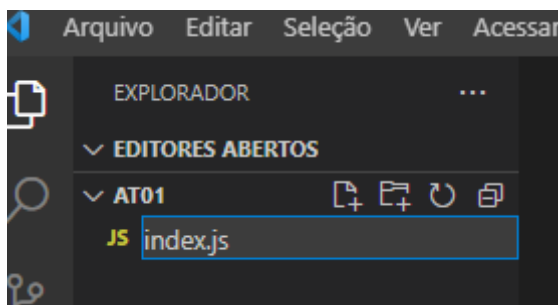 Arquivo Editar Seleção Ver Acessar
EXPLORADOR
EDITORES ABERTOS
AT01
JS index.js